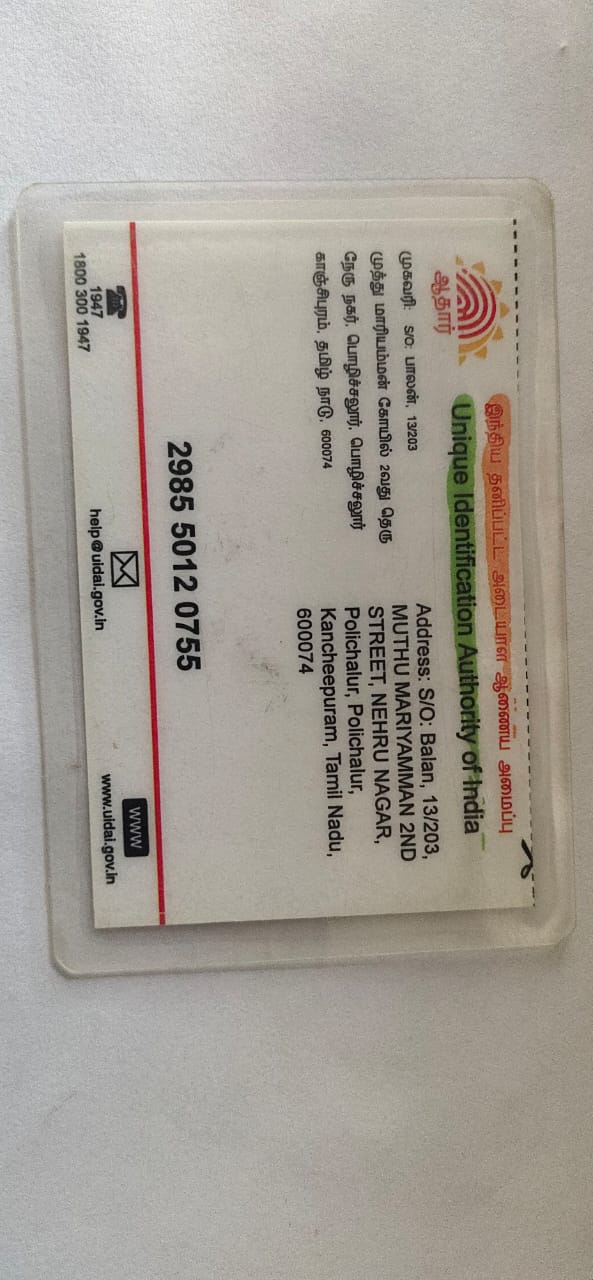 இந்திய தனிப்பட்ட அடையாள ஆணைய அமைப்பு
Unique Identification Authority of India
ஆதார்
முகவரி: S/O: பாலன், 13/203
முத்து மாரியம்மன் கோயில் 2வது தெரு
நேரு நகர், பொழிச்சலூர், பொழிச்சலூர்
காஞ்சிபுரம், தமிழ் நாடு, 600074
Address: S/O: Balan, 13/203,
MUTHU MARIYAMMAN 2ND
STREET, NEHRU NAGAR,
Polichalur, Polichalur,
Kancheepuram, Tamil Nadu,
600074
2985 5012 0755
1947
1800 300 1947
help@uidai.gov.in
WWW
www.uidai.gov.in